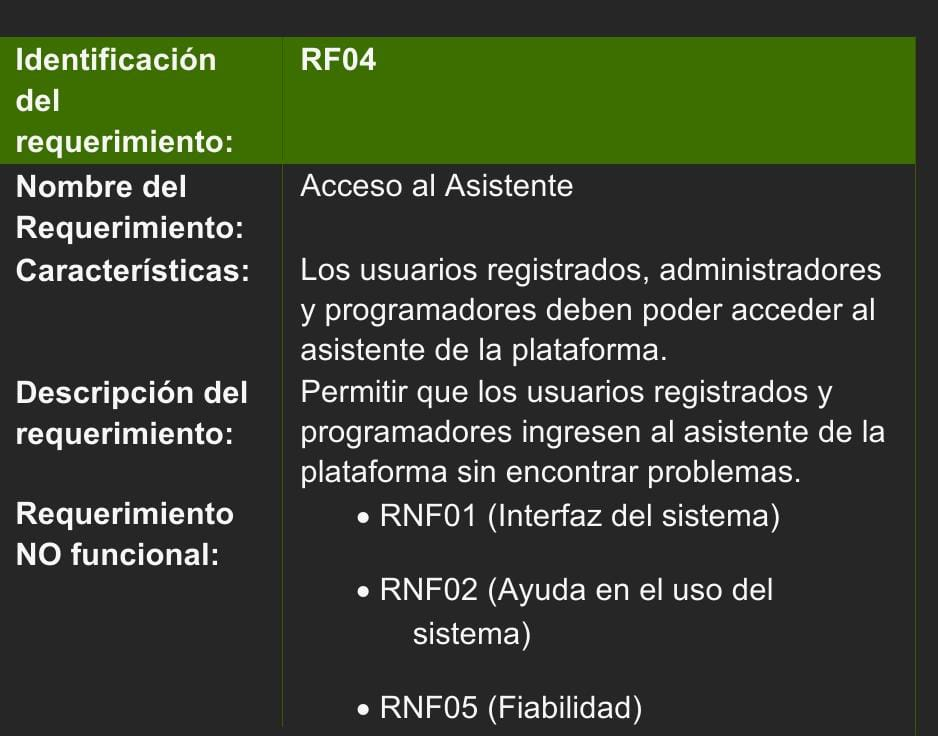 Identificación
del
requerimiento:
RF04
Nombre del
Requerimiento:
Acceso al Asistente
Características:
Los usuarios registrados, administradores
y programadores deben poder acceder al
asistente de la plataforma.
Descripción del
requerimiento:
Permitir que los usuarios registrados y
programadores ingresen al asistente de la
plataforma sin encontrar problemas.
Requerimiento
NO funcional:
• RNF01 (Interfaz del sistema)
• RNF02 (Ayuda en el uso del
sistema)
• RNF05 (Fiabilidad)